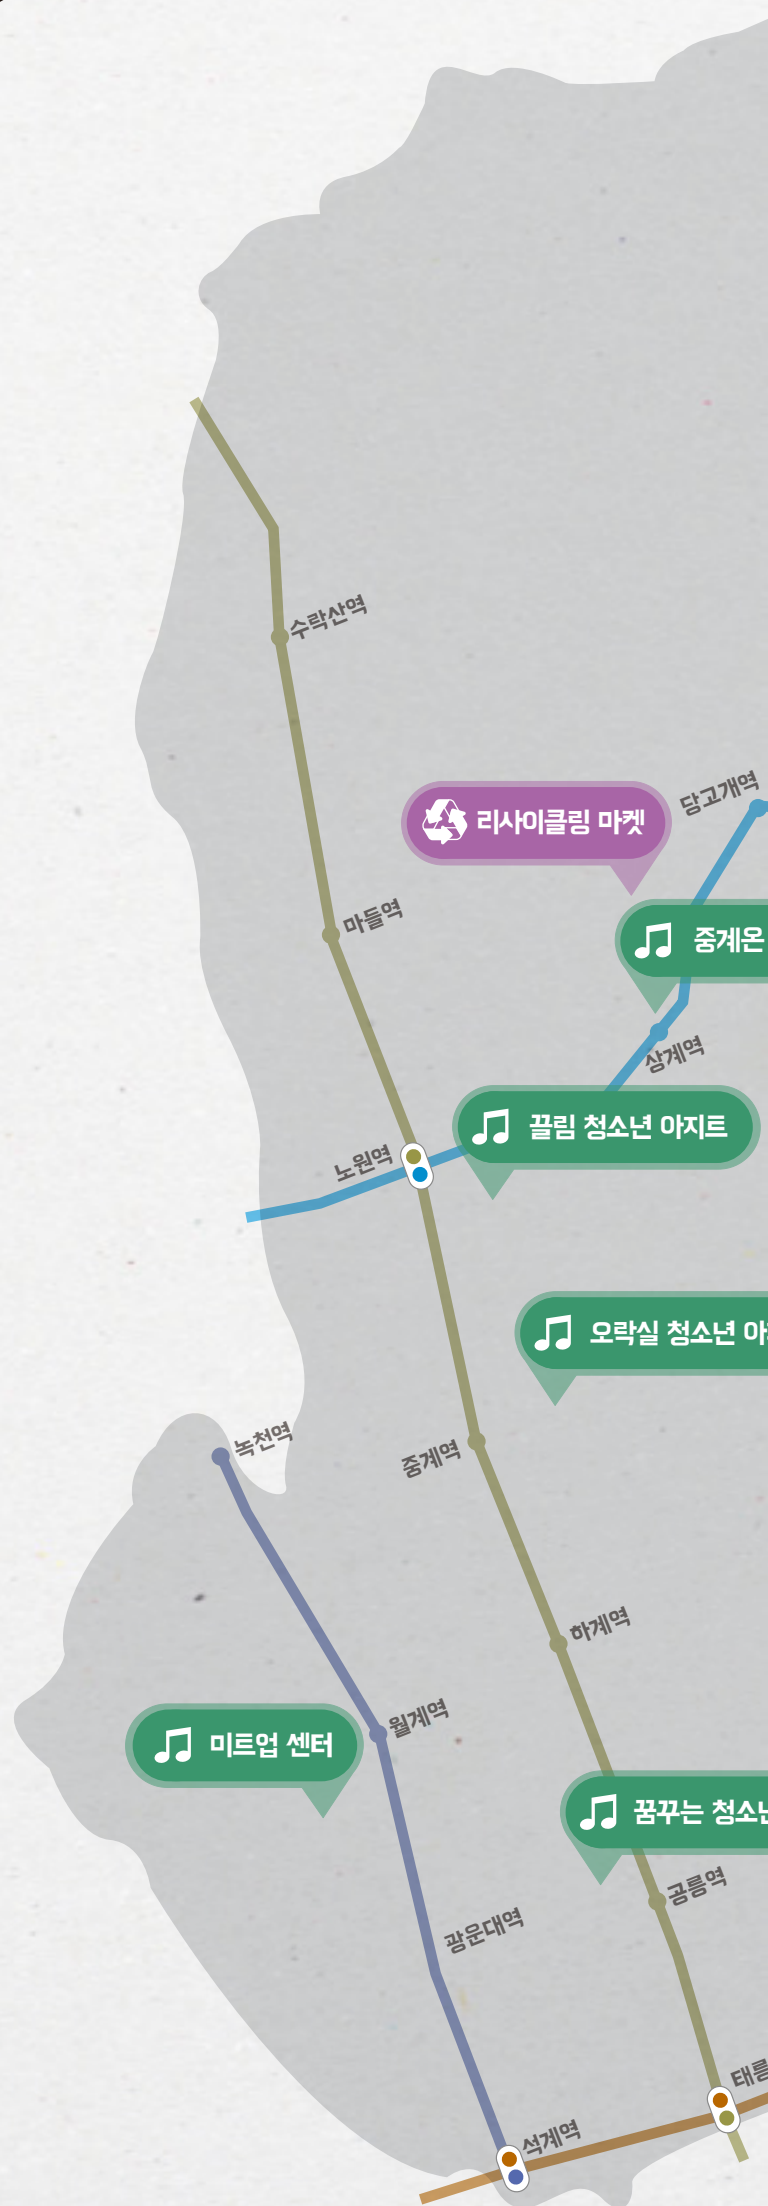 수락산역
당고개역
리사이클링 마켓
마들역
중계온
상계역
끌림 청소년 아지트
노원역
오락실 청소년
녹천역
중계역
하계역
월계역
미트업 센터
꿈꾸는 청소년
공릉역
광운대역
태릉
석계역